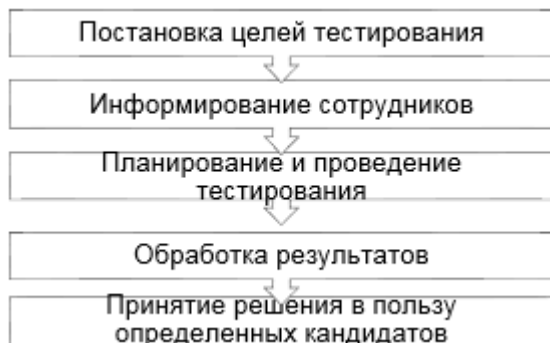 Постановка целей тестирования
Информирование сотрудников
Планирование и проведение
тестирования
Обработка результатов
Принятие решения в пользу
определенных кандидатов